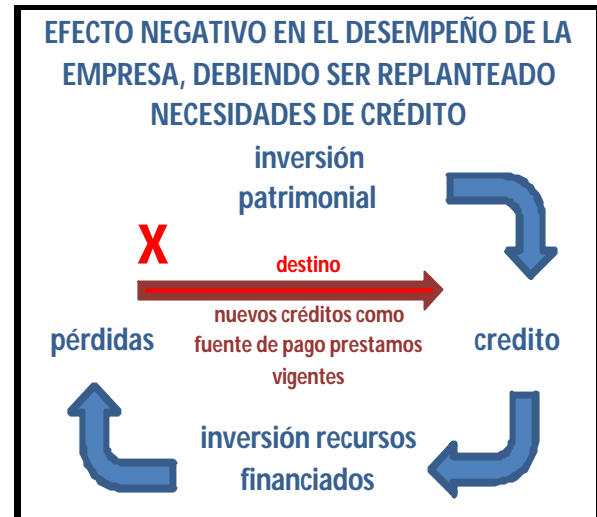 EFECTO NEGATIVO EN EL DESEMPEÑO DE LA
EMPRESA, DEBIENDO SER REPLANTEADO
NECESIDADES DE CRÉDITO
inversión
patrimonial
X
destino
nuevos créditos como
fuente de pago prestamos
vigentes
pérdidas
credito
inversión recursos
financiados